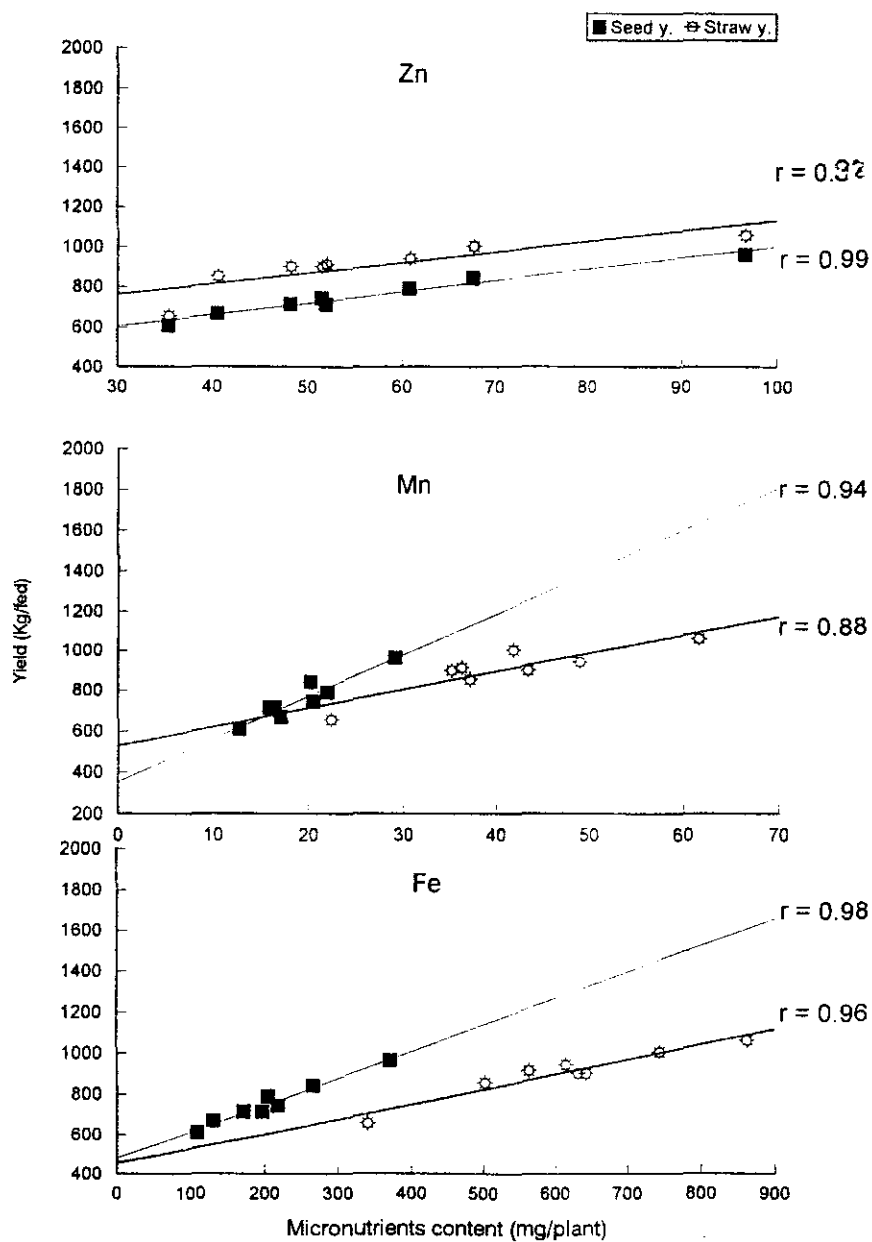 Seed y. Straw y.
Zn
2000
1800
1600
1400
1200
1000
800
600
400
30 40 50 60 70 80 90 100
r = 0.99
Mn
2000
1800
1600
1400
1200
1000
800
600
400
200
0 10 20 30 40 50 60 70
r = 0.94
r = 0.88
Yield (Kg/fed)
Fe
2000
1800
1600
1400
1200
1000
800
600
400
0 100 200 300 400 500 600 700 800 900
r = 0.98
r = 0.96
Micronutrients content (mg/plant)